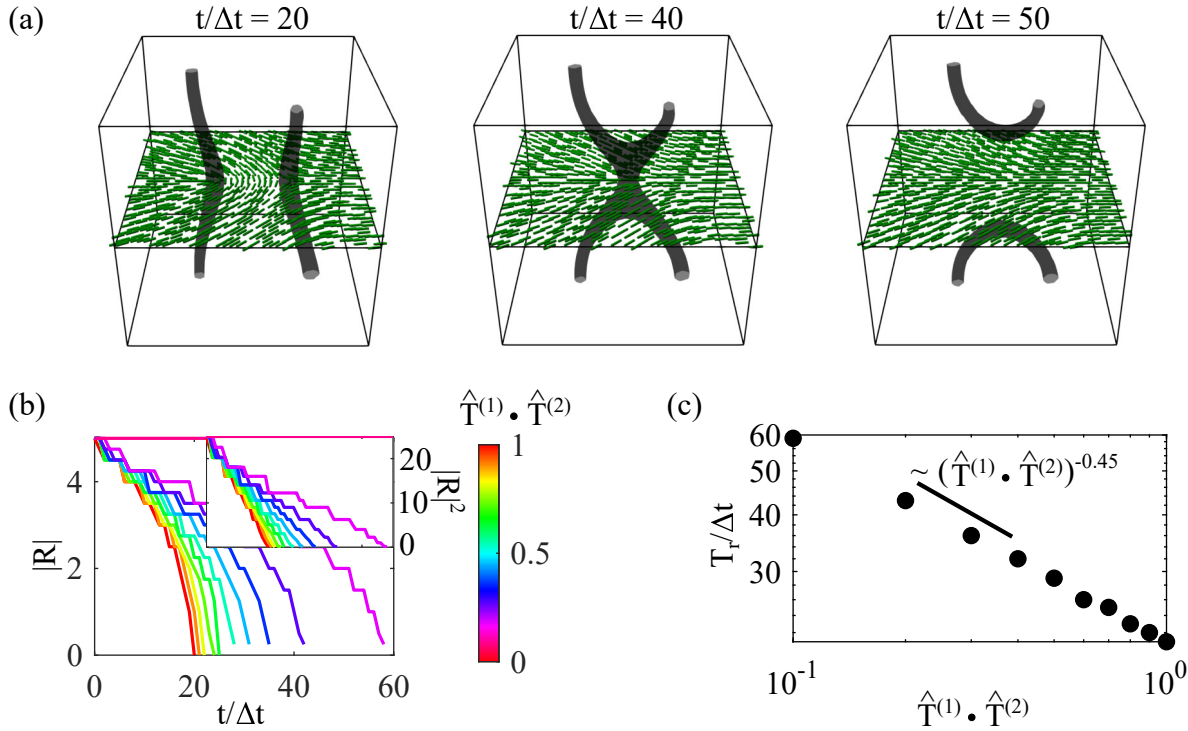 (a)
t/Δt = 20
t/Δt = 40
t/Δt = 50
(b)
|R|
4
2
0
0
20
40
60
t/Δt
20
10
0
|R|²
T̂⁽¹⁾ • T̂⁽²⁾
1
0.5
0
(c)
Tᵣ/Δt
60
50
40
30
~ (T̂⁽¹⁾ • T̂⁽²⁾)⁻⁰·⁴⁵
10⁻¹
10⁰
T̂⁽¹⁾ • T̂⁽²⁾